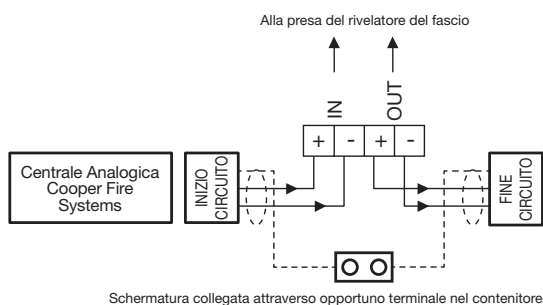 Alla presa del rivelatore del fascio
IN
OUT
+ - + -
Centrale Analogica
Cooper Fire
Systems
INIZIO
CIRCUITO
FINE
CIRCUITO
Schermatura collegata attraverso opportuno terminale nel contenitore